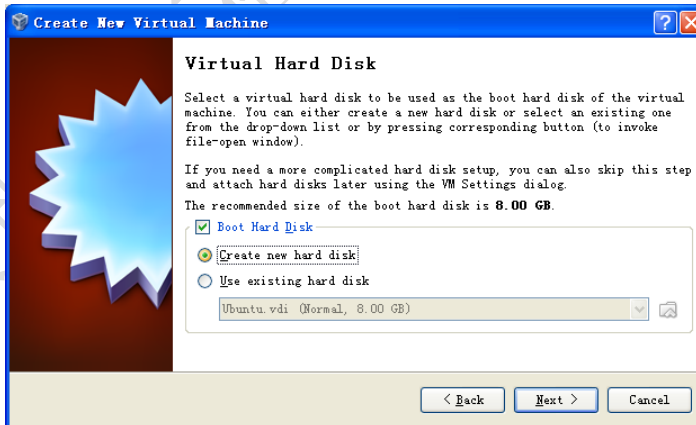 Create New Virtual Machine
Virtual Hard Disk
Select a virtual hard disk to be used as the boot hard disk of the virtual
machine. You can either create a new hard disk or select an existing one
from the drop-down list or by pressing corresponding button (to invoke
file-open window).
If you need a more complicated hard disk setup, you can also skip this step
and attach hard disks later using the VM Settings dialog.
The recommended size of the boot hard disk is 8.00 GB.
Boot Hard Disk
Create new hard disk
Use existing hard disk
Ubuntu.vdi (Normal, 8.00 GB)
< Back Next > Cancel